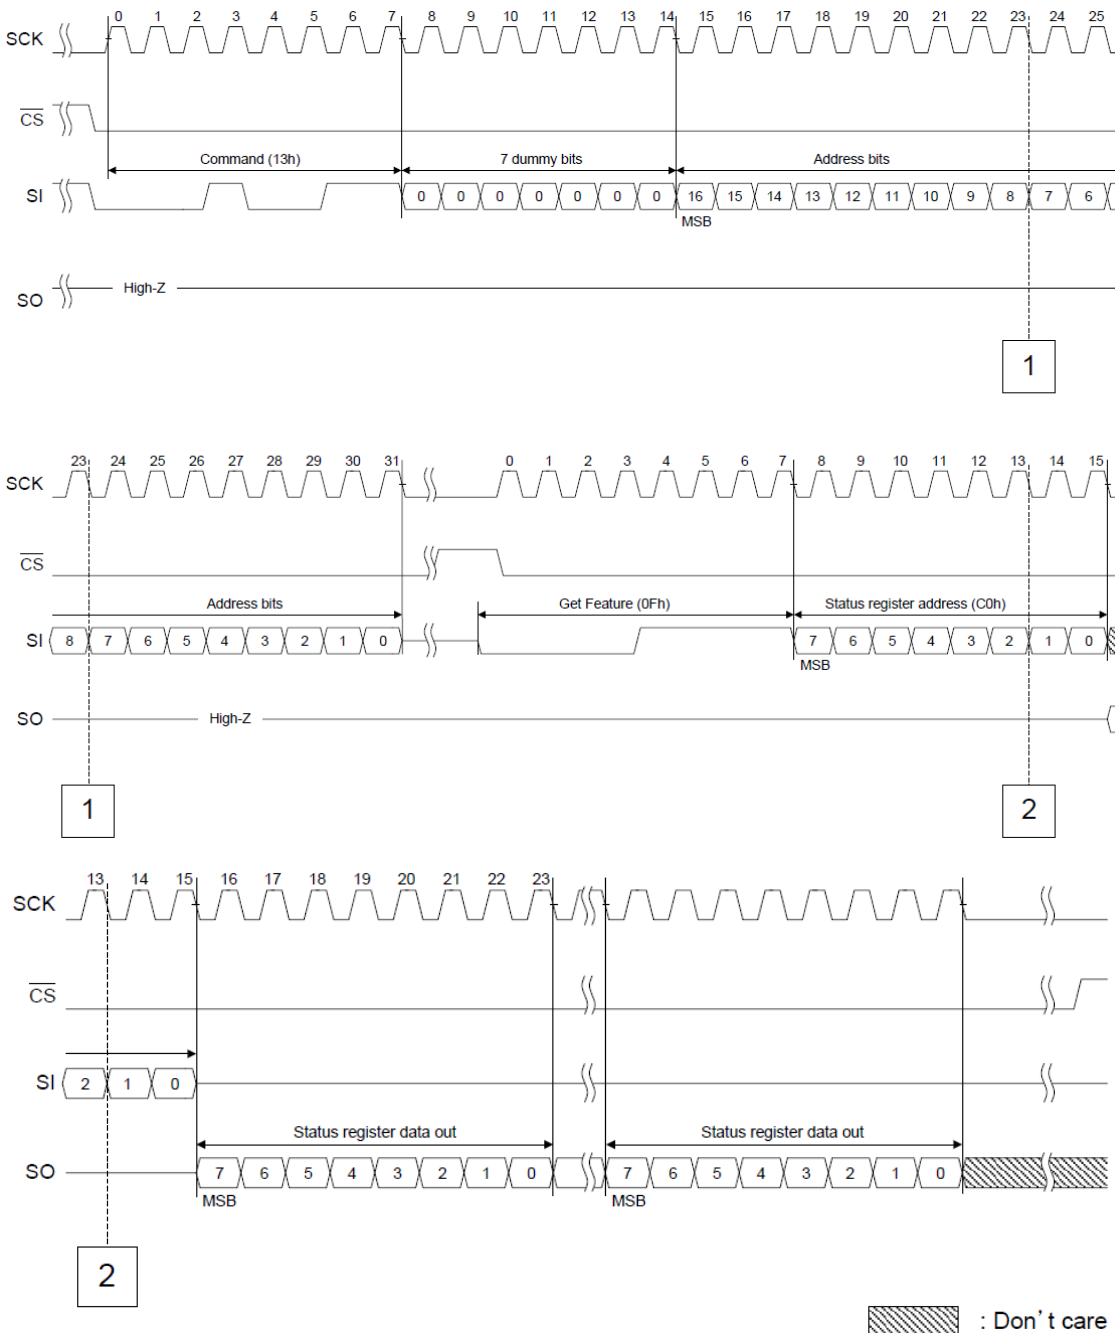 0 1 2 3 4 5 6 7 8 9 10 11 12 13 14 15 16 17 18 19 20 21 22 23 24 25
SCK
CS
Command (13h) 7 dummy bits Address bits
SI 0 0 0 0 0 0 0 16 15 14 13 12 11 10 9 8 7 6
MSB
SO High-Z
1
23 24 25 26 27 28 29 30 31 0 1 2 3 4 5 6 7 8 9 10 11 12 13 14 15
SCK
CS
Address bits Get Feature (0Fh) Status register address (C0h)
SI 8 7 6 5 4 3 2 1 0 7 6 5 4 3 2 1 0
MSB
SO High-Z
1 2
13 14 15 16 17 18 19 20 21 22 23
SCK
CS
SI 2 1 0
Status register data out Status register data out
SO 7 6 5 4 3 2 1 0 7 6 5 4 3 2 1 0
MSB MSB
2
: Don't care